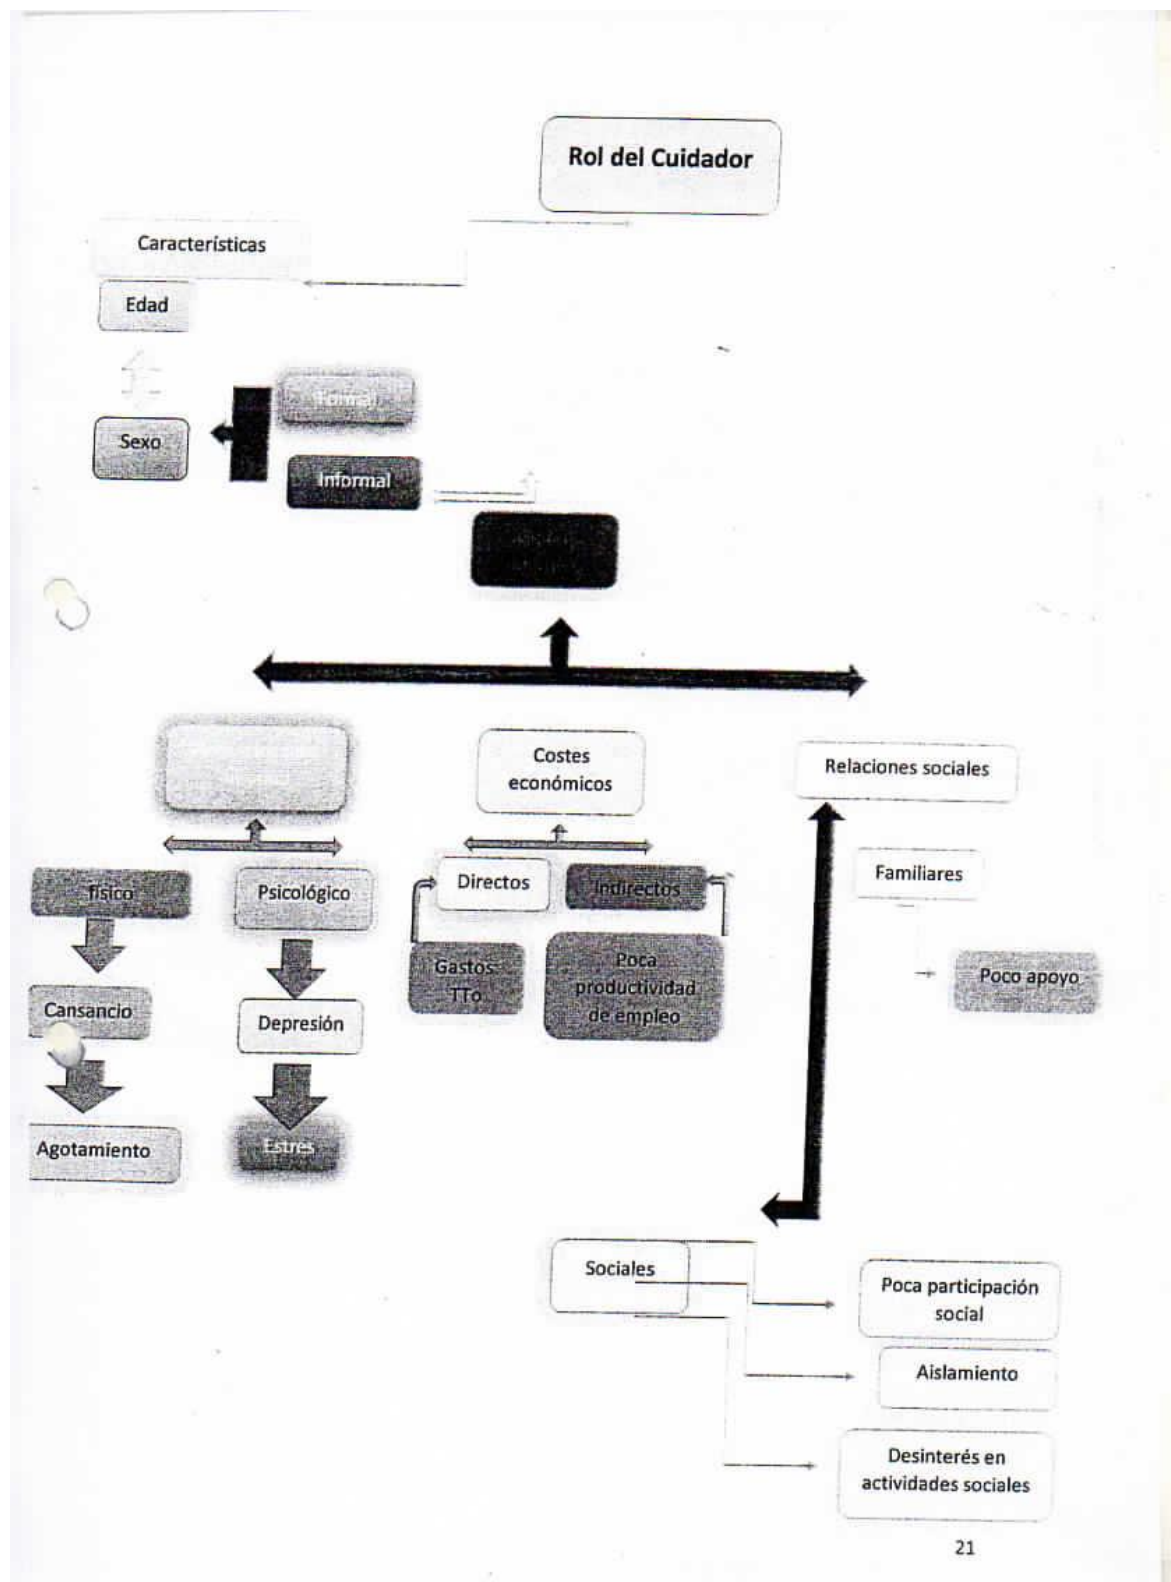 Rol del Cuidador
Características
Edad
Formal
Sexo
Informal
Costes
económicos
Relaciones sociales
físico
Psicológico
Directos
Indirectos
Familiares
Gastos
TTo
Poca
productividad
de empleo
Poco apoyo
Cansancio
Depresión
Agotamiento
Estres
Sociales
Poca participación
social
Aislamiento
Desinterés en
actividades sociales
21